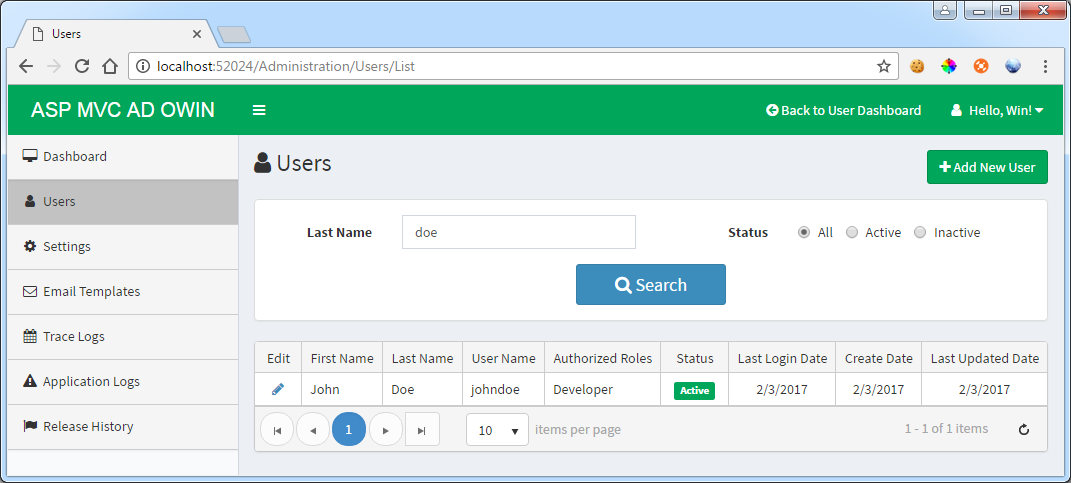 Users
localhost:52024/Administration/Users/List
ASP MVC AD OWIN
Back to User Dashboard
Hello, Win!
Dashboard
Users
Settings
Email Templates
Trace Logs
Application Logs
Release History
Users
Add New User
Last Name doe Status All Active Inactive
Search
Edit First Name Last Name User Name Authorized Roles Status Last Login Date Create Date Last Updated Date
John Doe johndoe Developer Active 2/3/2017 2/3/2017 2/3/2017
1 10 items per page 1 - 1 of 1 items